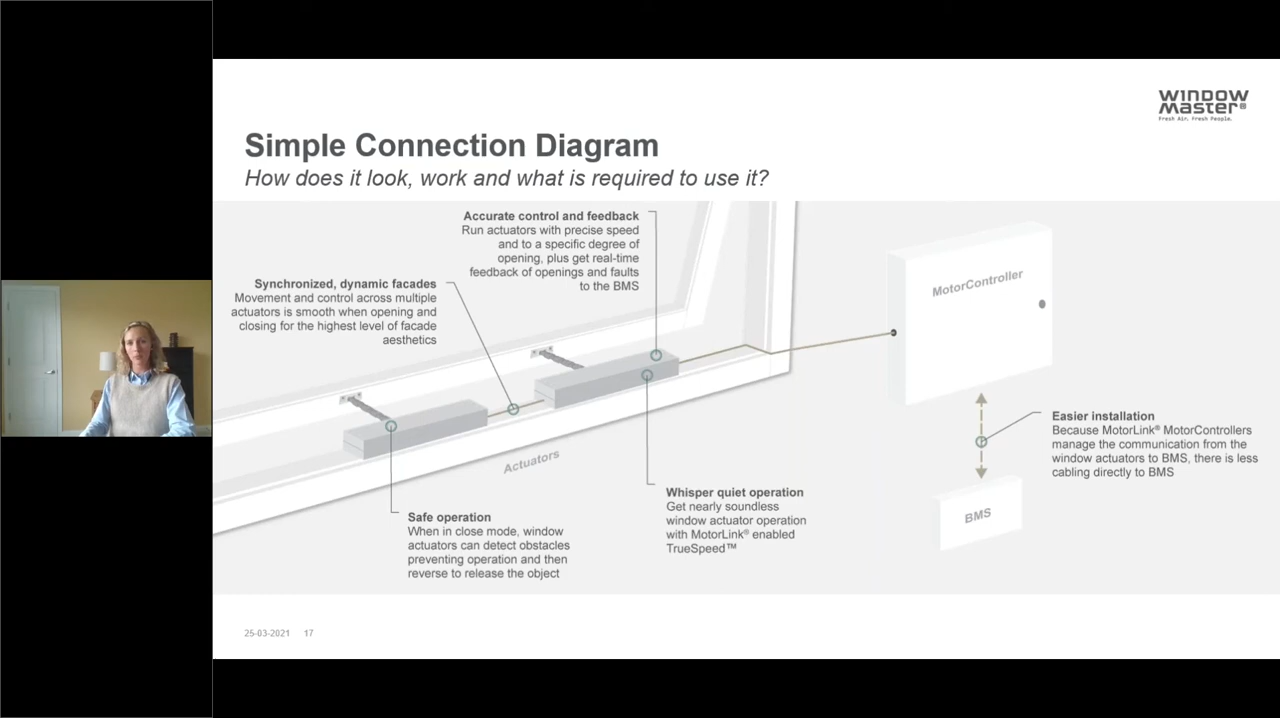 WINDOW
MASTER®
Fresh Air. Fresh People.
Simple Connection Diagram
How does it look, work and what is required to use it?
Accurate control and feedback
Run actuators with precise speed
and to a specific degree of
opening, plus get real-time
feedback of openings and faults
to the BMS
Synchronized, dynamic facades
Movement and control across multiple
actuators is smooth when opening and
closing for the highest level of facade
aesthetics
MotorController
Easier installation
Because MotorLink® MotorControllers
manage the communication from the
window actuators to BMS, there is less
cabling directly to BMS
Actuators
BMS
Whisper quiet operation
Get nearly soundless
window actuator operation
with MotorLink® enabled
TrueSpeed™
Safe operation
When in close mode, window
actuators can detect obstacles
preventing operation and then
reverse to release the object
25-03-2021 17